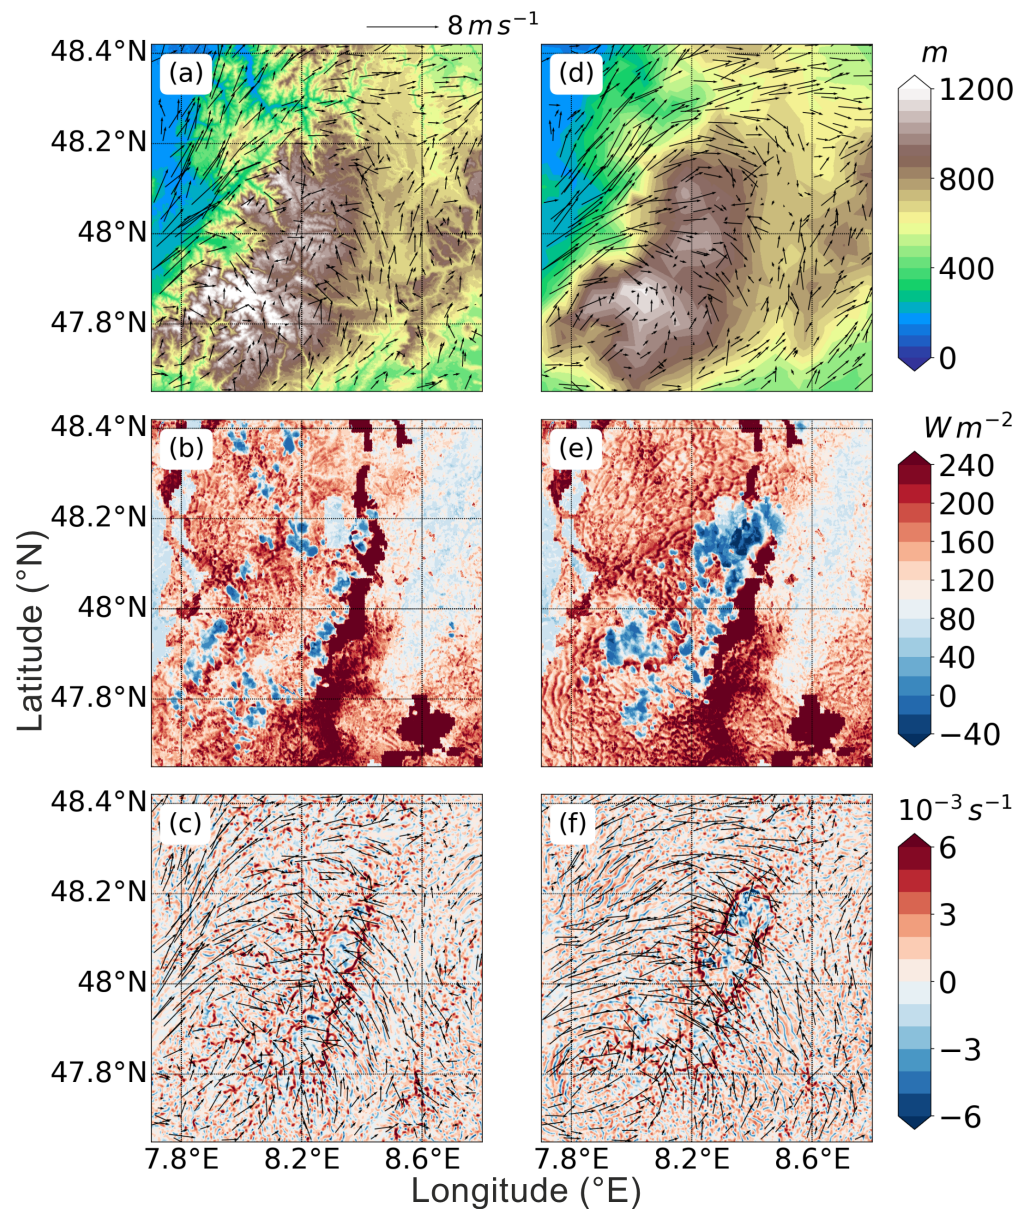 8 m s⁻¹
48.4°N
48.2°N
48°N
47.8°N
(a)
(d)
m
1200
800
400
0
48.4°N
48.2°N
48°N
47.8°N
(b)
(e)
W m⁻²
240
200
160
120
80
40
0
−40
Latitude (°N)
48.4°N
48.2°N
48°N
47.8°N
(c)
(f)
10⁻³ s⁻¹
6
3
0
−3
−6
7.8°E 8.2°E 8.6°E
7.8°E 8.2°E 8.6°E
Longitude (°E)